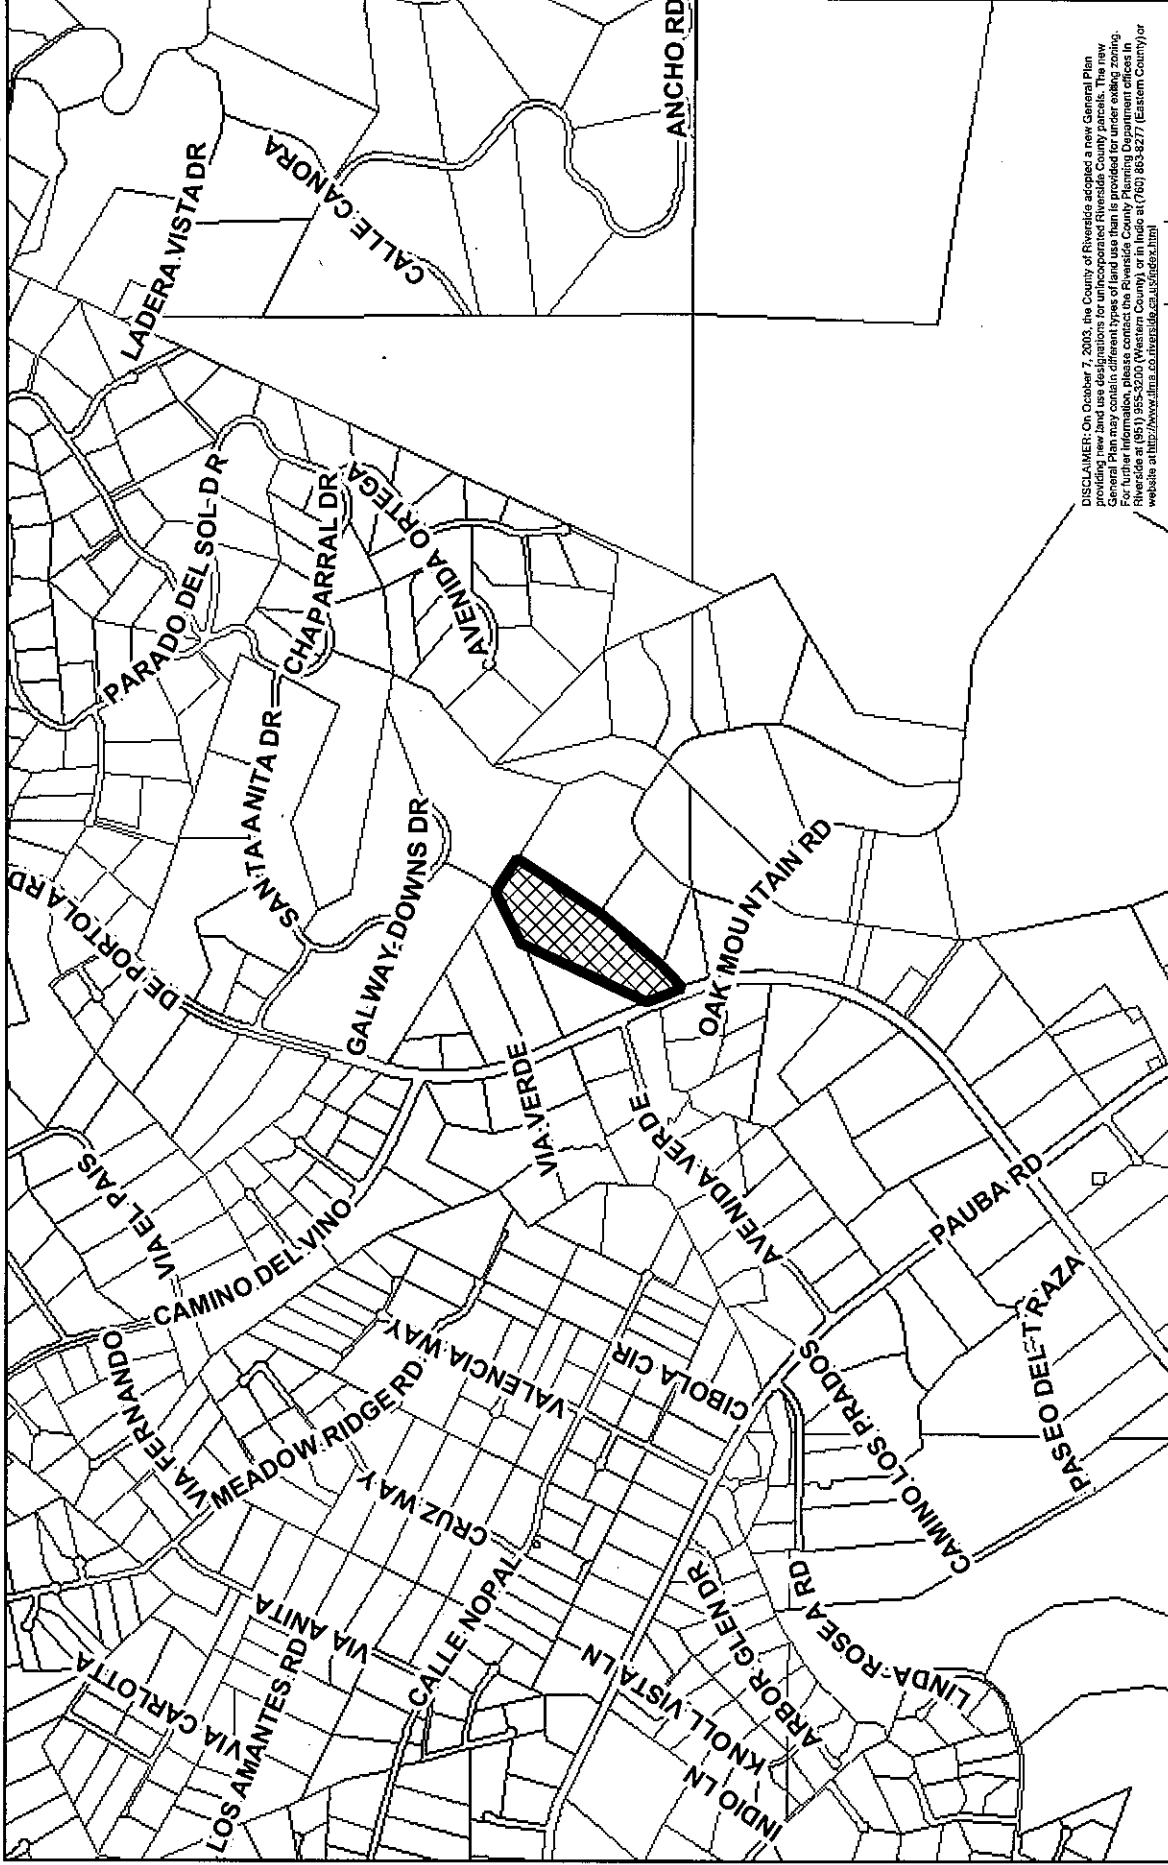 ANCHO RD
LADERA VISTA DR
CALLE CANORA
PARADO DEL SOL DR
CHAPARRAL DR
AVENIDA ORTEGA
SANTA ANITA DR
DE PORTOLA RD
GALWAY DOWNS DR
OAK MOUNTAIN RD
VIA VERDE
AVENIDA VERDE
VIA EL PAIS
CAMINO DEL VINO
PAUBA RD
VIA FERNANDO
MEADOW RIDGE RD
VALENCIA WAY
CIBOLA CIR
PASEO DEL TRAZA
CAMINO LOS PRADOS
CRUZ WAY
CALLE NOPAL
VIA ANITA
VIA CARLOTTA
LOS AMANTES RD
KNOLL VISTA LN
ARBOR GLEN DR
LINDA ROSEA RD
INDIO LN
DISCLAIMER: On October 7, 2003, the County of Riverside adopted a new General Plan
providing new land use designations for unincorporated Riverside County parcels. The new
General Plan may contain different types of land use than is provided for under exiting zoning.
For further information, please contact the Riverside County Planning Department offices in
Riverside at (951) 955-3200 (Western County), or in Indio at (760) 863-8277 (Eastern County) or
website at http://www.tlma.co.riverside.ca.us/index.html